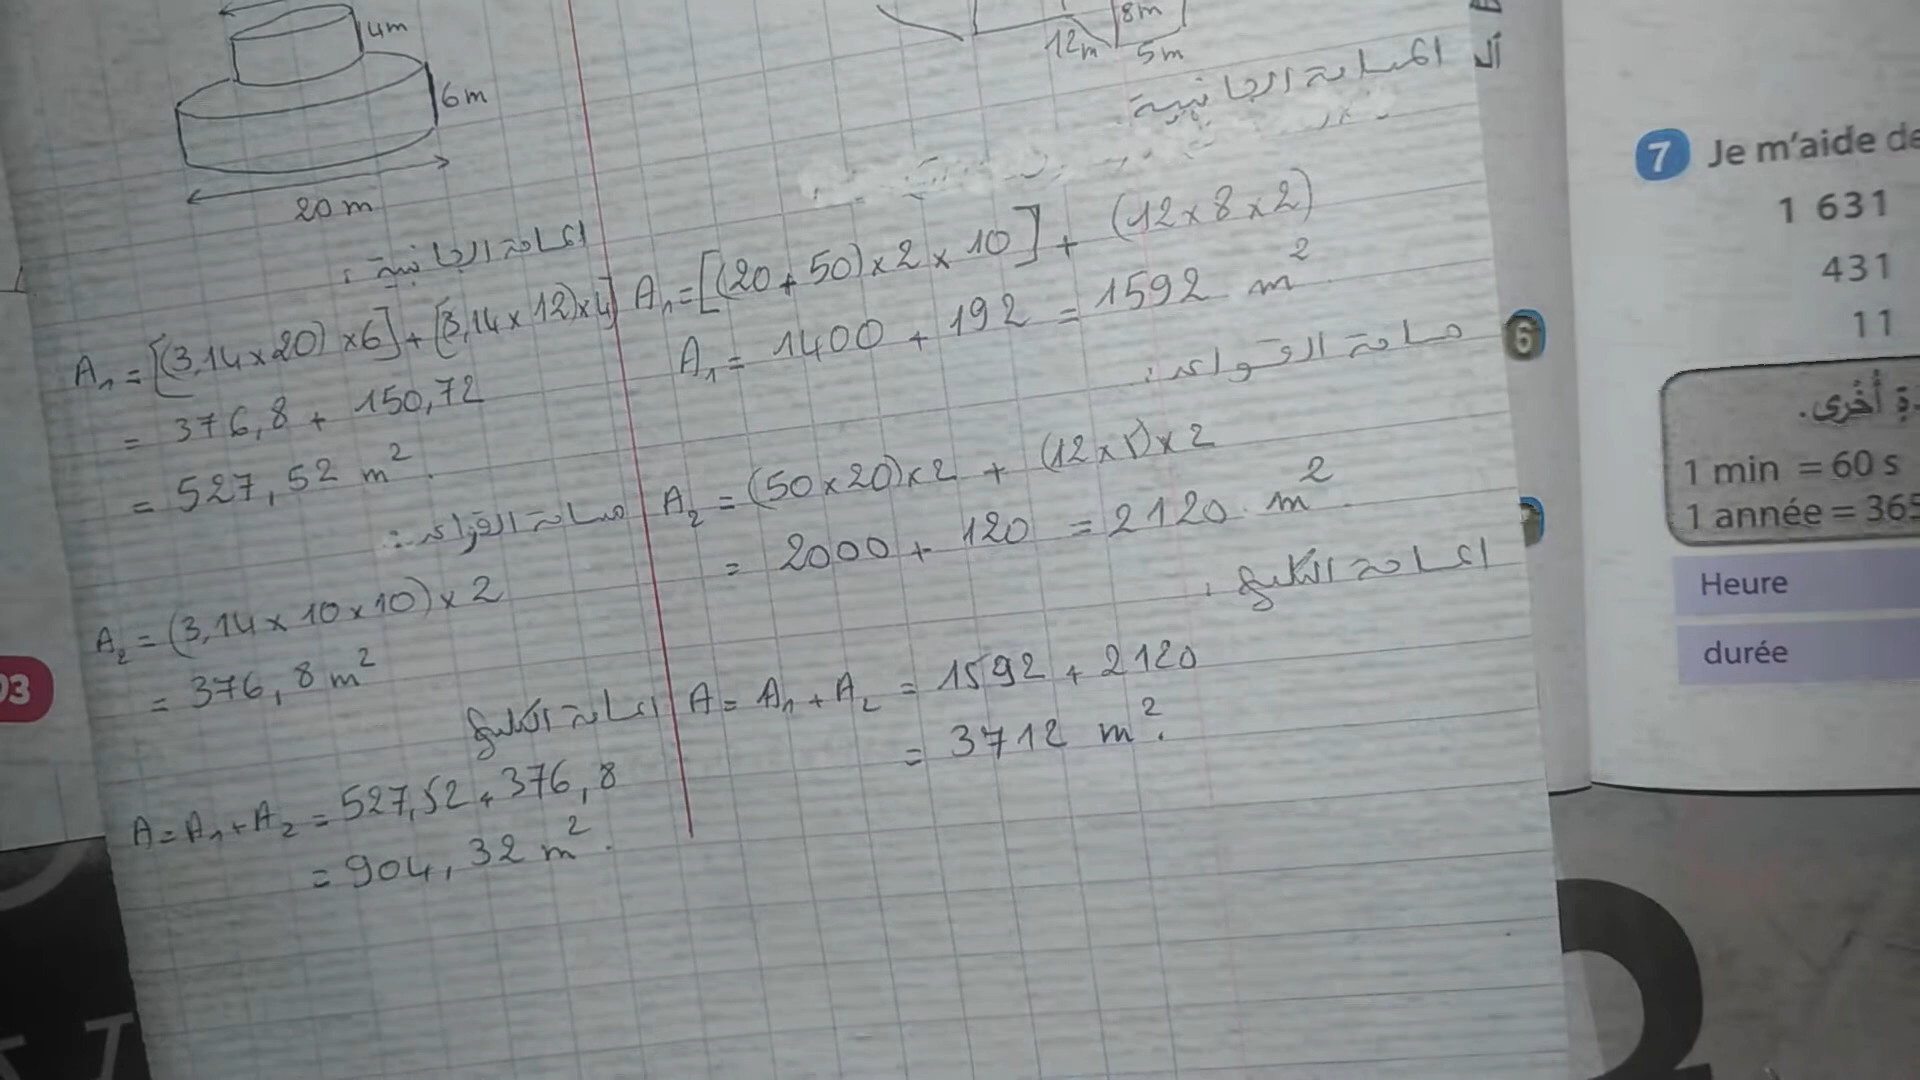 4m
6m
20 m
المساحة الجانبية :
A₁ = [(3,14 x 20) x 6] + [3,14 x 12) x 4]
= 376,8 + 150,72
= 527,52 m².
مساحة القواعد :
A₂ = (3,14 x 10 x 10) x 2
= 376,8 m²
المساحة الكلية
A = A₁ + A₂ = 527,52 + 376,8
= 904,32 m².
8m
12m 5m
المساحة الجانبية
A₁ = [(20 + 50) x 2 x 10] + (12 x 8 x 2)
A₁ = 1400 + 192 = 1592 m²
مساحة القواعد :
A₂ = (50 x 20) x 2 + (12 x 5) x 2
= 2000 + 120 = 2120 m²
المساحة الكلية :
A = A₁ + A₂ = 1592 + 2120
= 3712 m².
6
7 Je m'aide de
1 631
431
11
أُخْرى.
1 min = 60 s
1 année = 365
Heure
durée
03